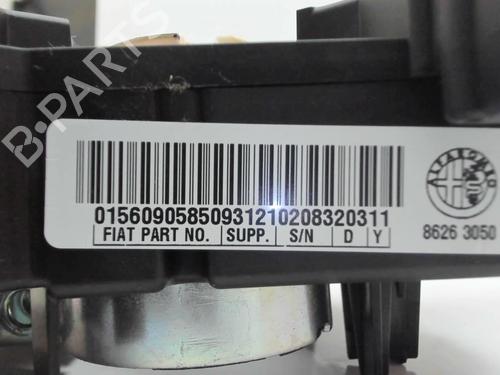 B-PARTS
01560905850931210208320311
FIAT PART NO. SUPP. S/N D Y
ALFA ROMEO
8626 3050